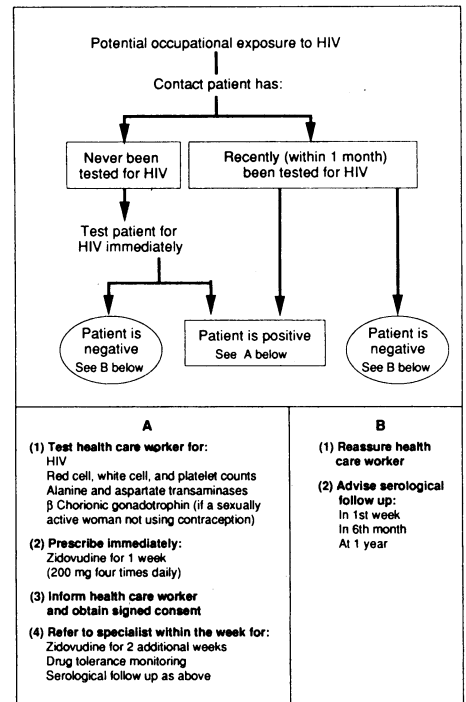 Potential occupational exposure to HIV
Contact patient has:
Never been
tested for HIV
Recently (within 1 month)
been tested for HIV
Test patient for
HIV immediately
Patient is
negative
See B below
Patient is positive
See A below
Patient is
negative
See B below
A
(1) Test health care worker for:
HIV
Red cell, white cell, and platelet counts
Alanine and aspartate transaminases
β Chorionic gonadotrophin (if a sexually
active woman not using contraception)
(2) Prescribe immediately:
Zidovudine for 1 week
(200 mg four times daily)
(3) Inform health care worker
and obtain signed consent
(4) Refer to specialist within the week for:
Zidovudine for 2 additional weeks
Drug tolerance monitoring
Serological follow up as above
B
(1) Reassure health
care worker
(2) Advise serological
follow up:
In 1st week
In 6th month
At 1 year